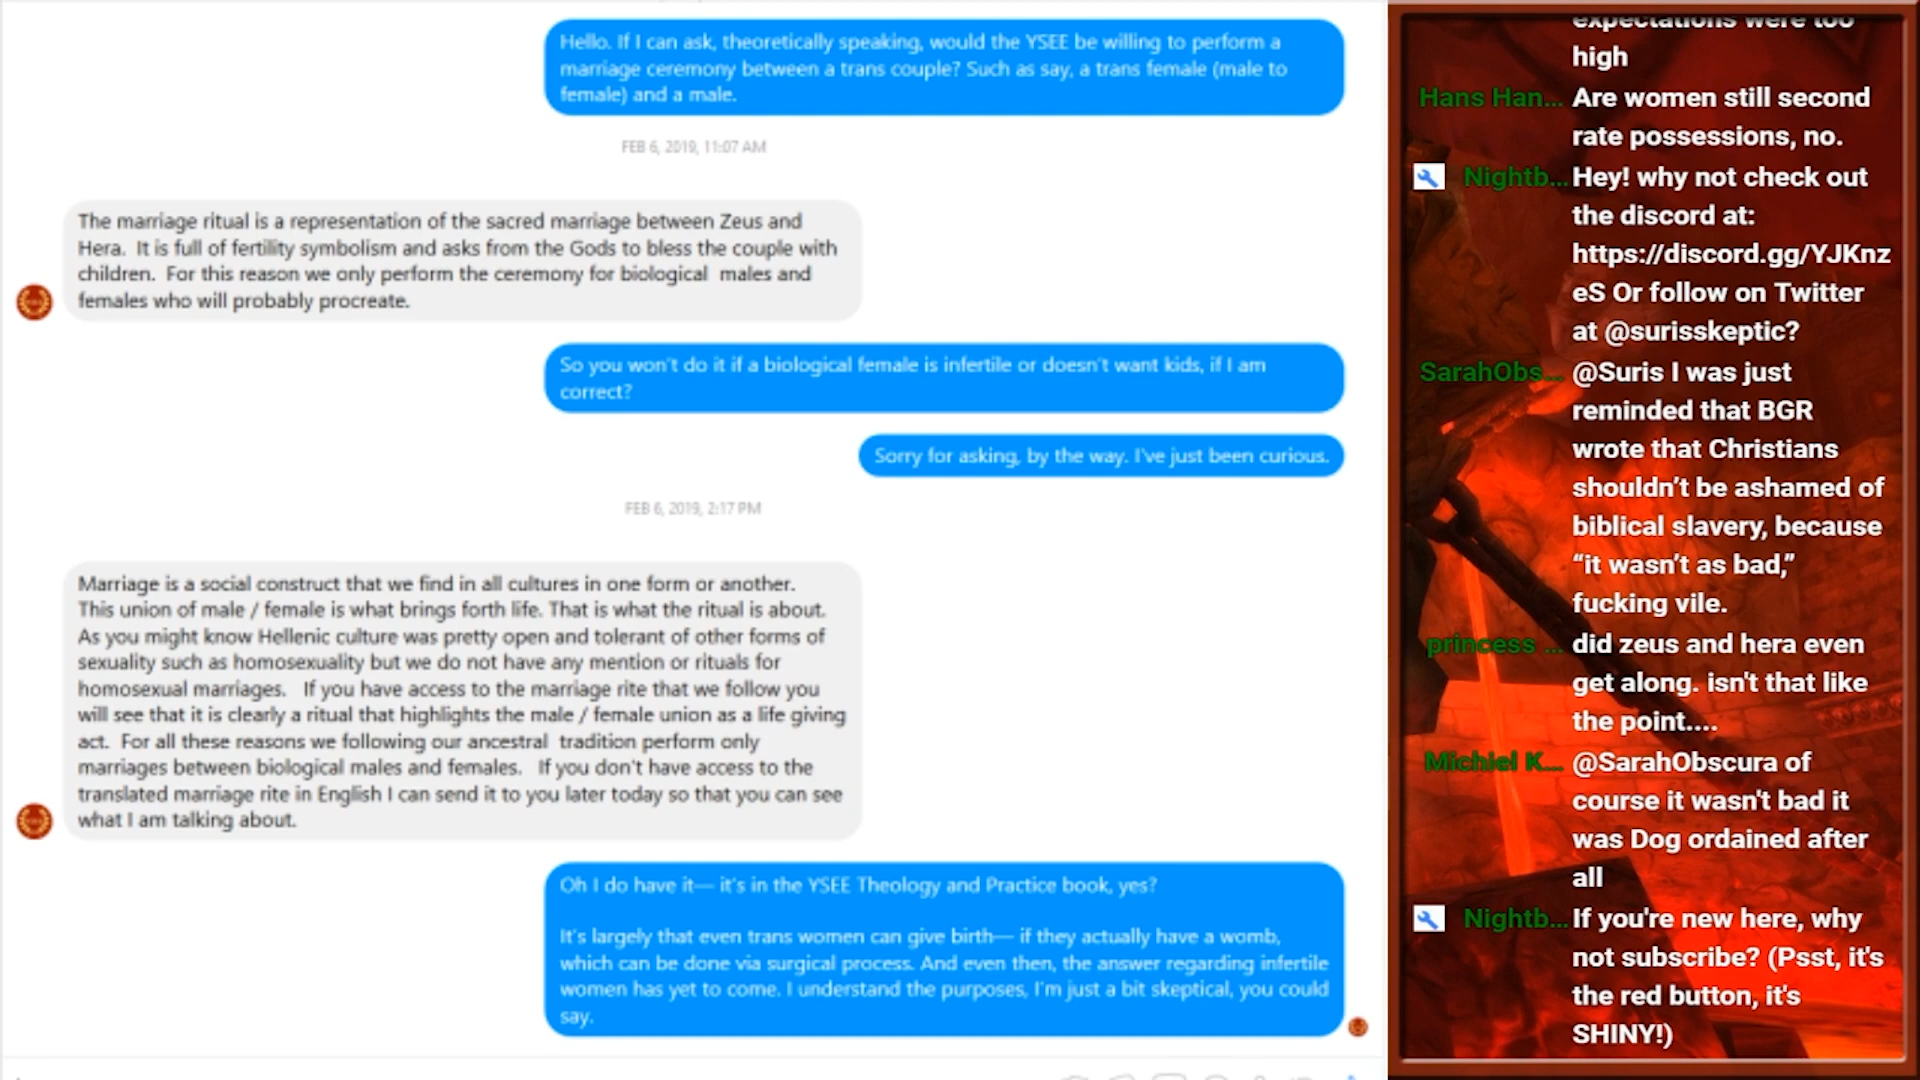 Hello. If I can ask, theoretically speaking, would the YSEE be willing to perform a
marriage ceremony between a trans couple? Such as say, a trans female (male to
female) and a male.
FEB 6, 2019, 11:07 AM
The marriage ritual is a representation of the sacred marriage between Zeus and
Hera.  It is full of fertility symbolism and asks from the Gods to bless the couple with
children.  For this reason we only perform the ceremony for biological  males and
females who will probably procreate.
So you won't do it if a biological female is infertile or doesn't want kids, if I am
correct?
Sorry for asking, by the way. I've just been curious.
FEB 6, 2019, 2:17 PM
Marriage is a social construct that we find in all cultures in one form or another.
This union of male / female is what brings forth life. That is what the ritual is about.
As you might know Hellenic culture was pretty open and tolerant of other forms of
sexuality such as homosexuality but we do not have any mention or rituals for
homosexual marriages.   If you have access to the marriage rite that we follow you
will see that it is clearly a ritual that highlights the male / female union as a life giving
act.  For all these reasons we following our ancestral  tradition perform only
marriages between biological males and females.   If you don't have access to the
translated marriage rite in English I can send it to you later today so that you can see
what I am talking about.
Oh I do have it— it's in the YSEE Theology and Practice book, yes?
It's largely that even trans women can give birth— if they actually have a womb,
which can be done via surgical process. And even then, the answer regarding infertile
women has yet to come. I understand the purposes, I'm just a bit skeptical, you could
say.
expectations were too
high
Hans Han... Are women still second
rate possessions, no.
Nightb... Hey! why not check out
the discord at:
https://discord.gg/YJKnz
eS Or follow on Twitter
at @surisskeptic?
SarahObs... @Suris I was just
reminded that BGR
wrote that Christians
shouldn't be ashamed of
biblical slavery, because
“it wasn't as bad,”
fucking vile.
princess ... did zeus and hera even
get along. isn't that like
the point....
Michiel K... @SarahObscura of
course it wasn't bad it
was Dog ordained after
all
Nightb... If you're new here, why
not subscribe? (Psst, it's
the red button, it's
SHINY!)